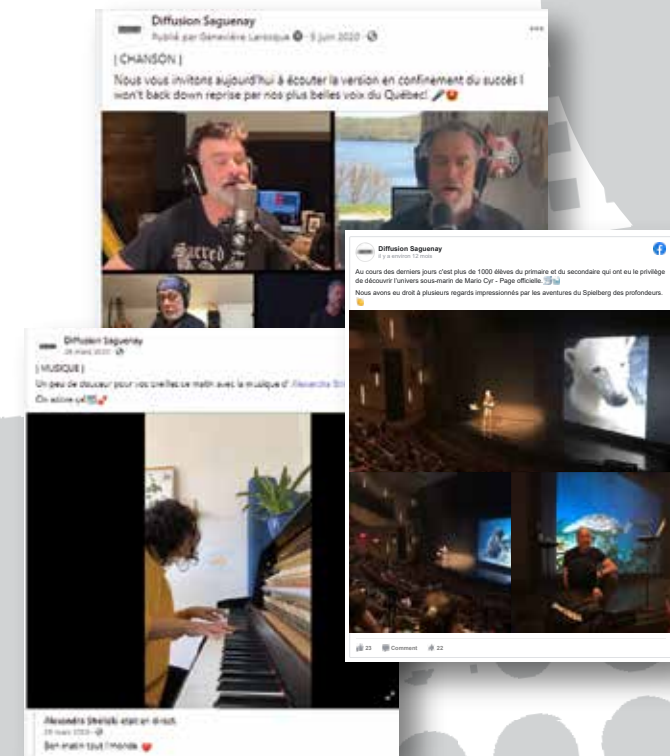 Diffusion Saguenay
Publié par Geneviève Larocque · 5 juin 2020 ·
[ CHANSON ]
Nous vous invitons aujourd'hui à écouter la version en confinement du succès I
won't back down reprise par nos plus belles voix du Québec! 🎤
Sacred
Diffusion Saguenay
il y a environ 12 mois
Au cours des derniers jours c'est plus de 1000 élèves du primaire et du secondaire qui ont eu le privilège
de découvrir l'univers sous-marin de Mario Cyr - Page officielle.
Nous avons eu droit à plusieurs regards impressionnés par les aventures du Spielberg des profondeurs.
23 Comment 22
Diffusion Saguenay
[ MUSIQUE ]
Un peu de douceur pour vos oreilles ce matin avec la musique d' Alexandra
On adore ça!
était en direct.
Bon matin tout l'monde